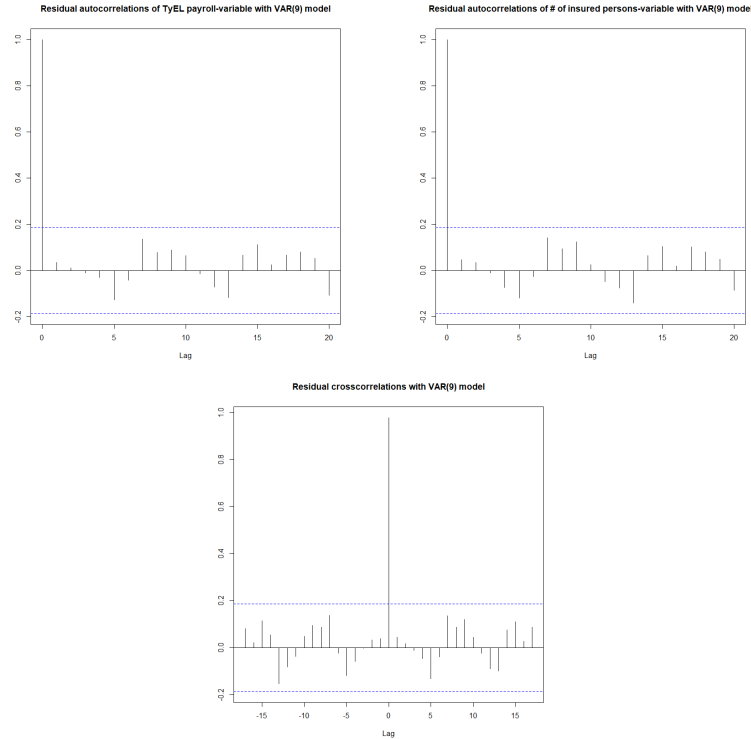 Residual autocorrelations of TyEL payroll-variable with VAR(9) model
1.0
0.8
0.6
0.4
0.2
0.0
-0.2
0 5 10 15 20
Lag
Residual autocorrelations of # of insured persons-variable with VAR(9) model
1.0
0.8
0.6
0.4
0.2
0.0
-0.2
0 5 10 15 20
Lag
Residual crosscorrelations with VAR(9) model
1.0
0.8
0.6
0.4
0.2
0.0
-0.2
-15 -10 -5 0 5 10 15
Lag